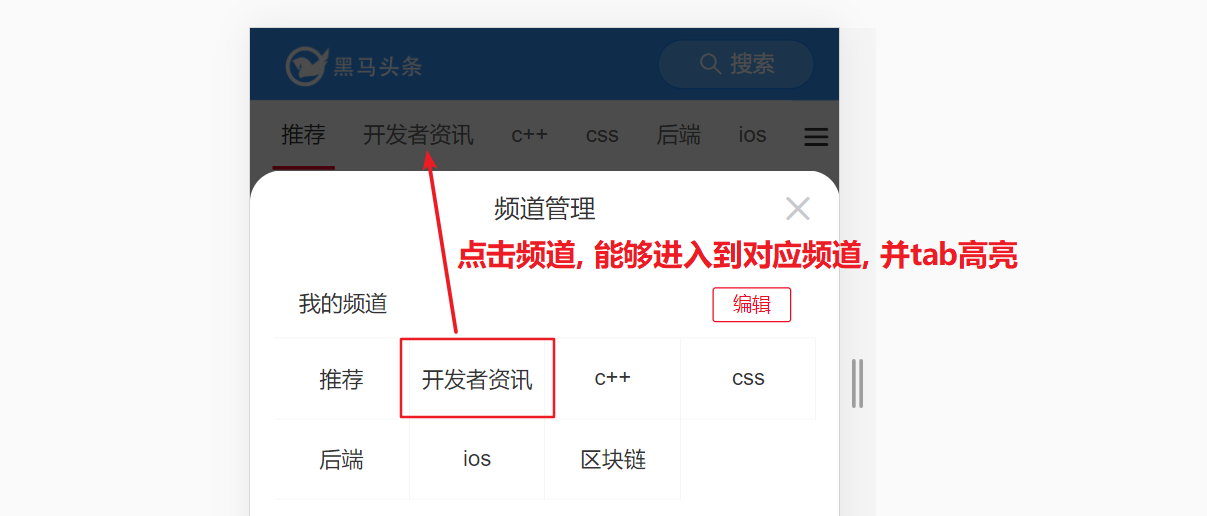 黑马头条 搜索
推荐 开发者资讯 c++ css 后端 ios
频道管理
点击频道, 能够进入到对应频道, 并tab高亮
我的频道 编辑
推荐 开发者资讯 c++ css
后端 ios 区块链